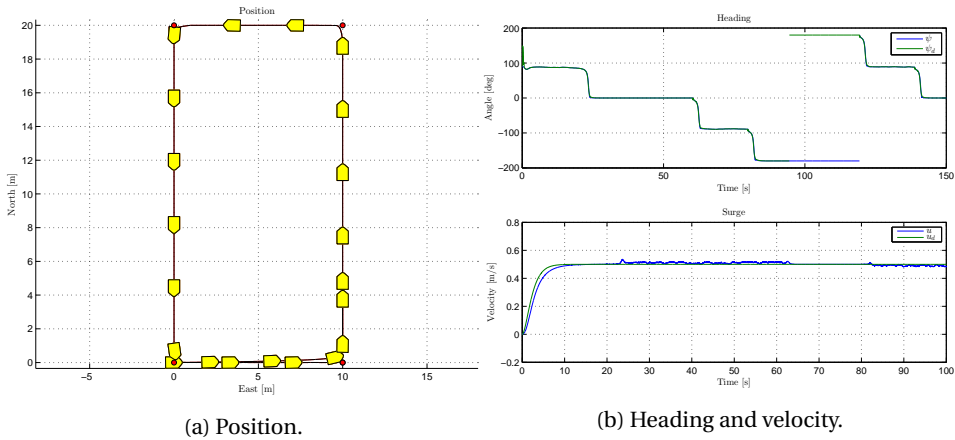 Position
20
18
16
14
12
10
8
6
4
2
0
North [m]
−5 0 5 10 15
East [m]
(a) Position.
Heading
200
100
0
−100
−200
Angle [deg]
ψ
ψd
0 50 100 150
Time [s]
Surge
0.8
0.6
0.4
0.2
0
−0.2
Velocity [m/s]
u
ud
0 10 20 30 40 50 60 70 80 90 100
Time [s]
(b) Heading and velocity.